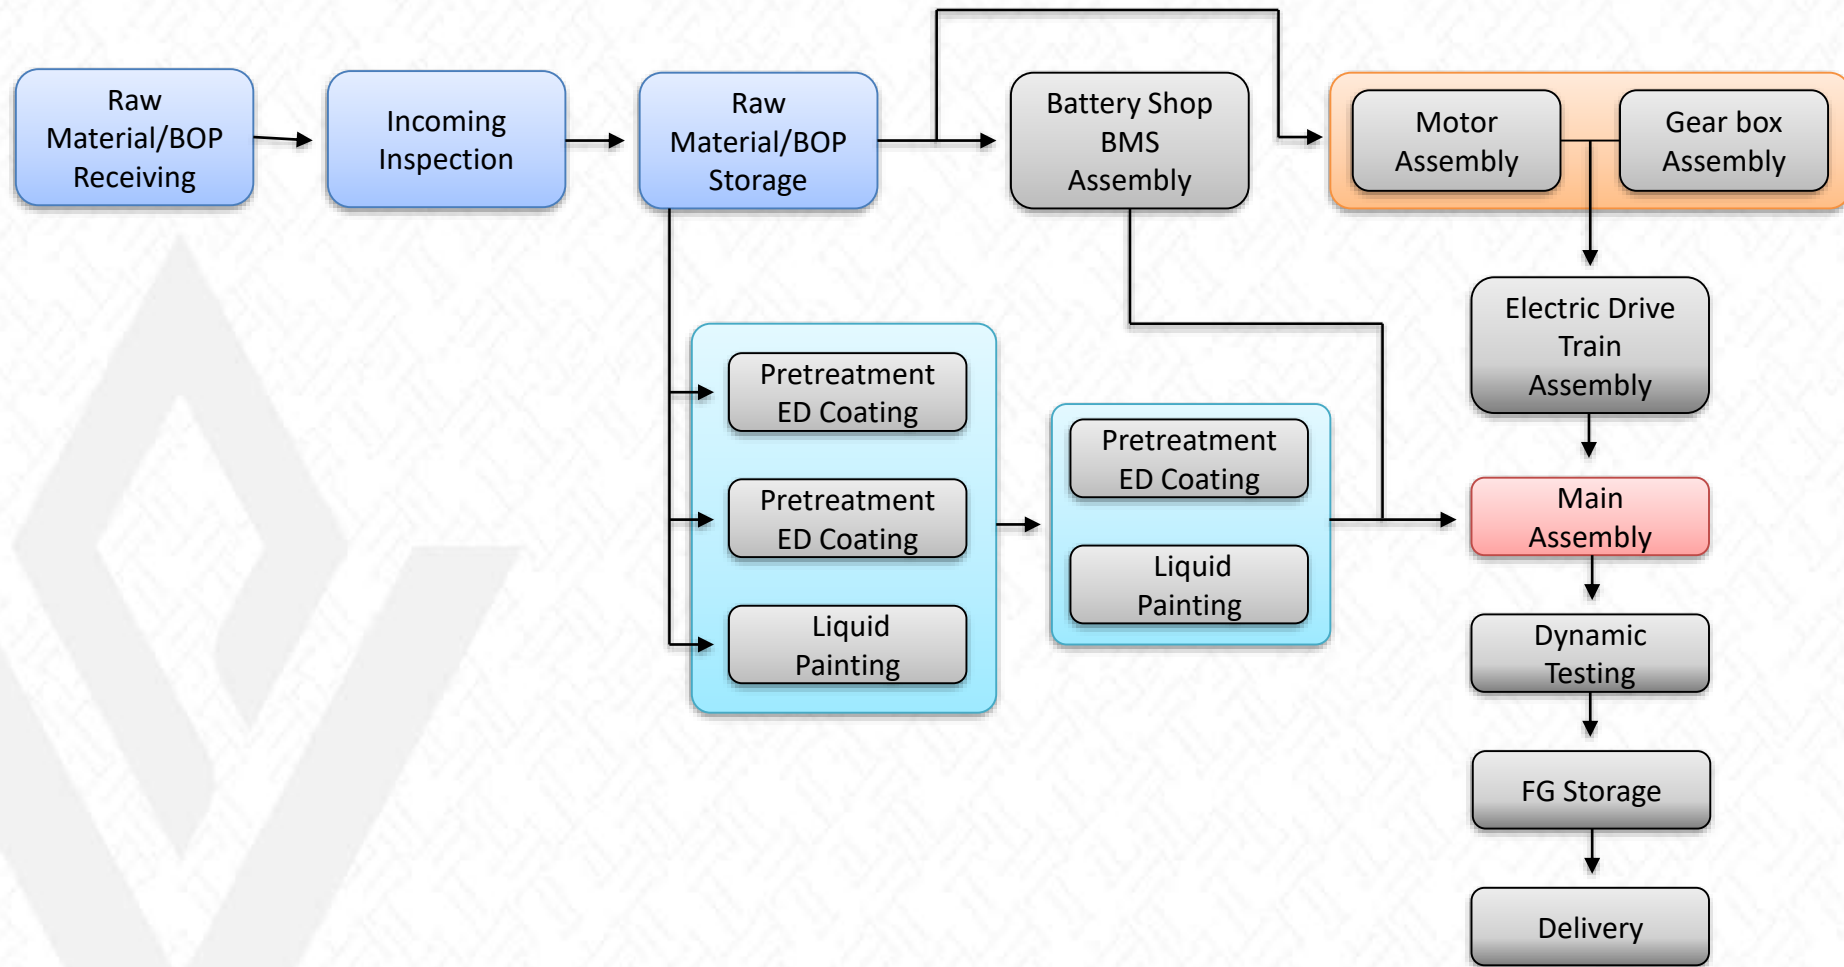 Raw
Material/BOP
Receiving
Incoming
Inspection
Raw
Material/BOP
Storage
Battery Shop
BMS
Assembly
Motor
Assembly
Gear box
Assembly
Electric Drive
Train
Assembly
Pretreatment
ED Coating
Pretreatment
ED Coating
Liquid
Painting
Pretreatment
ED Coating
Liquid
Painting
Main
Assembly
Dynamic
Testing
FG Storage
Delivery